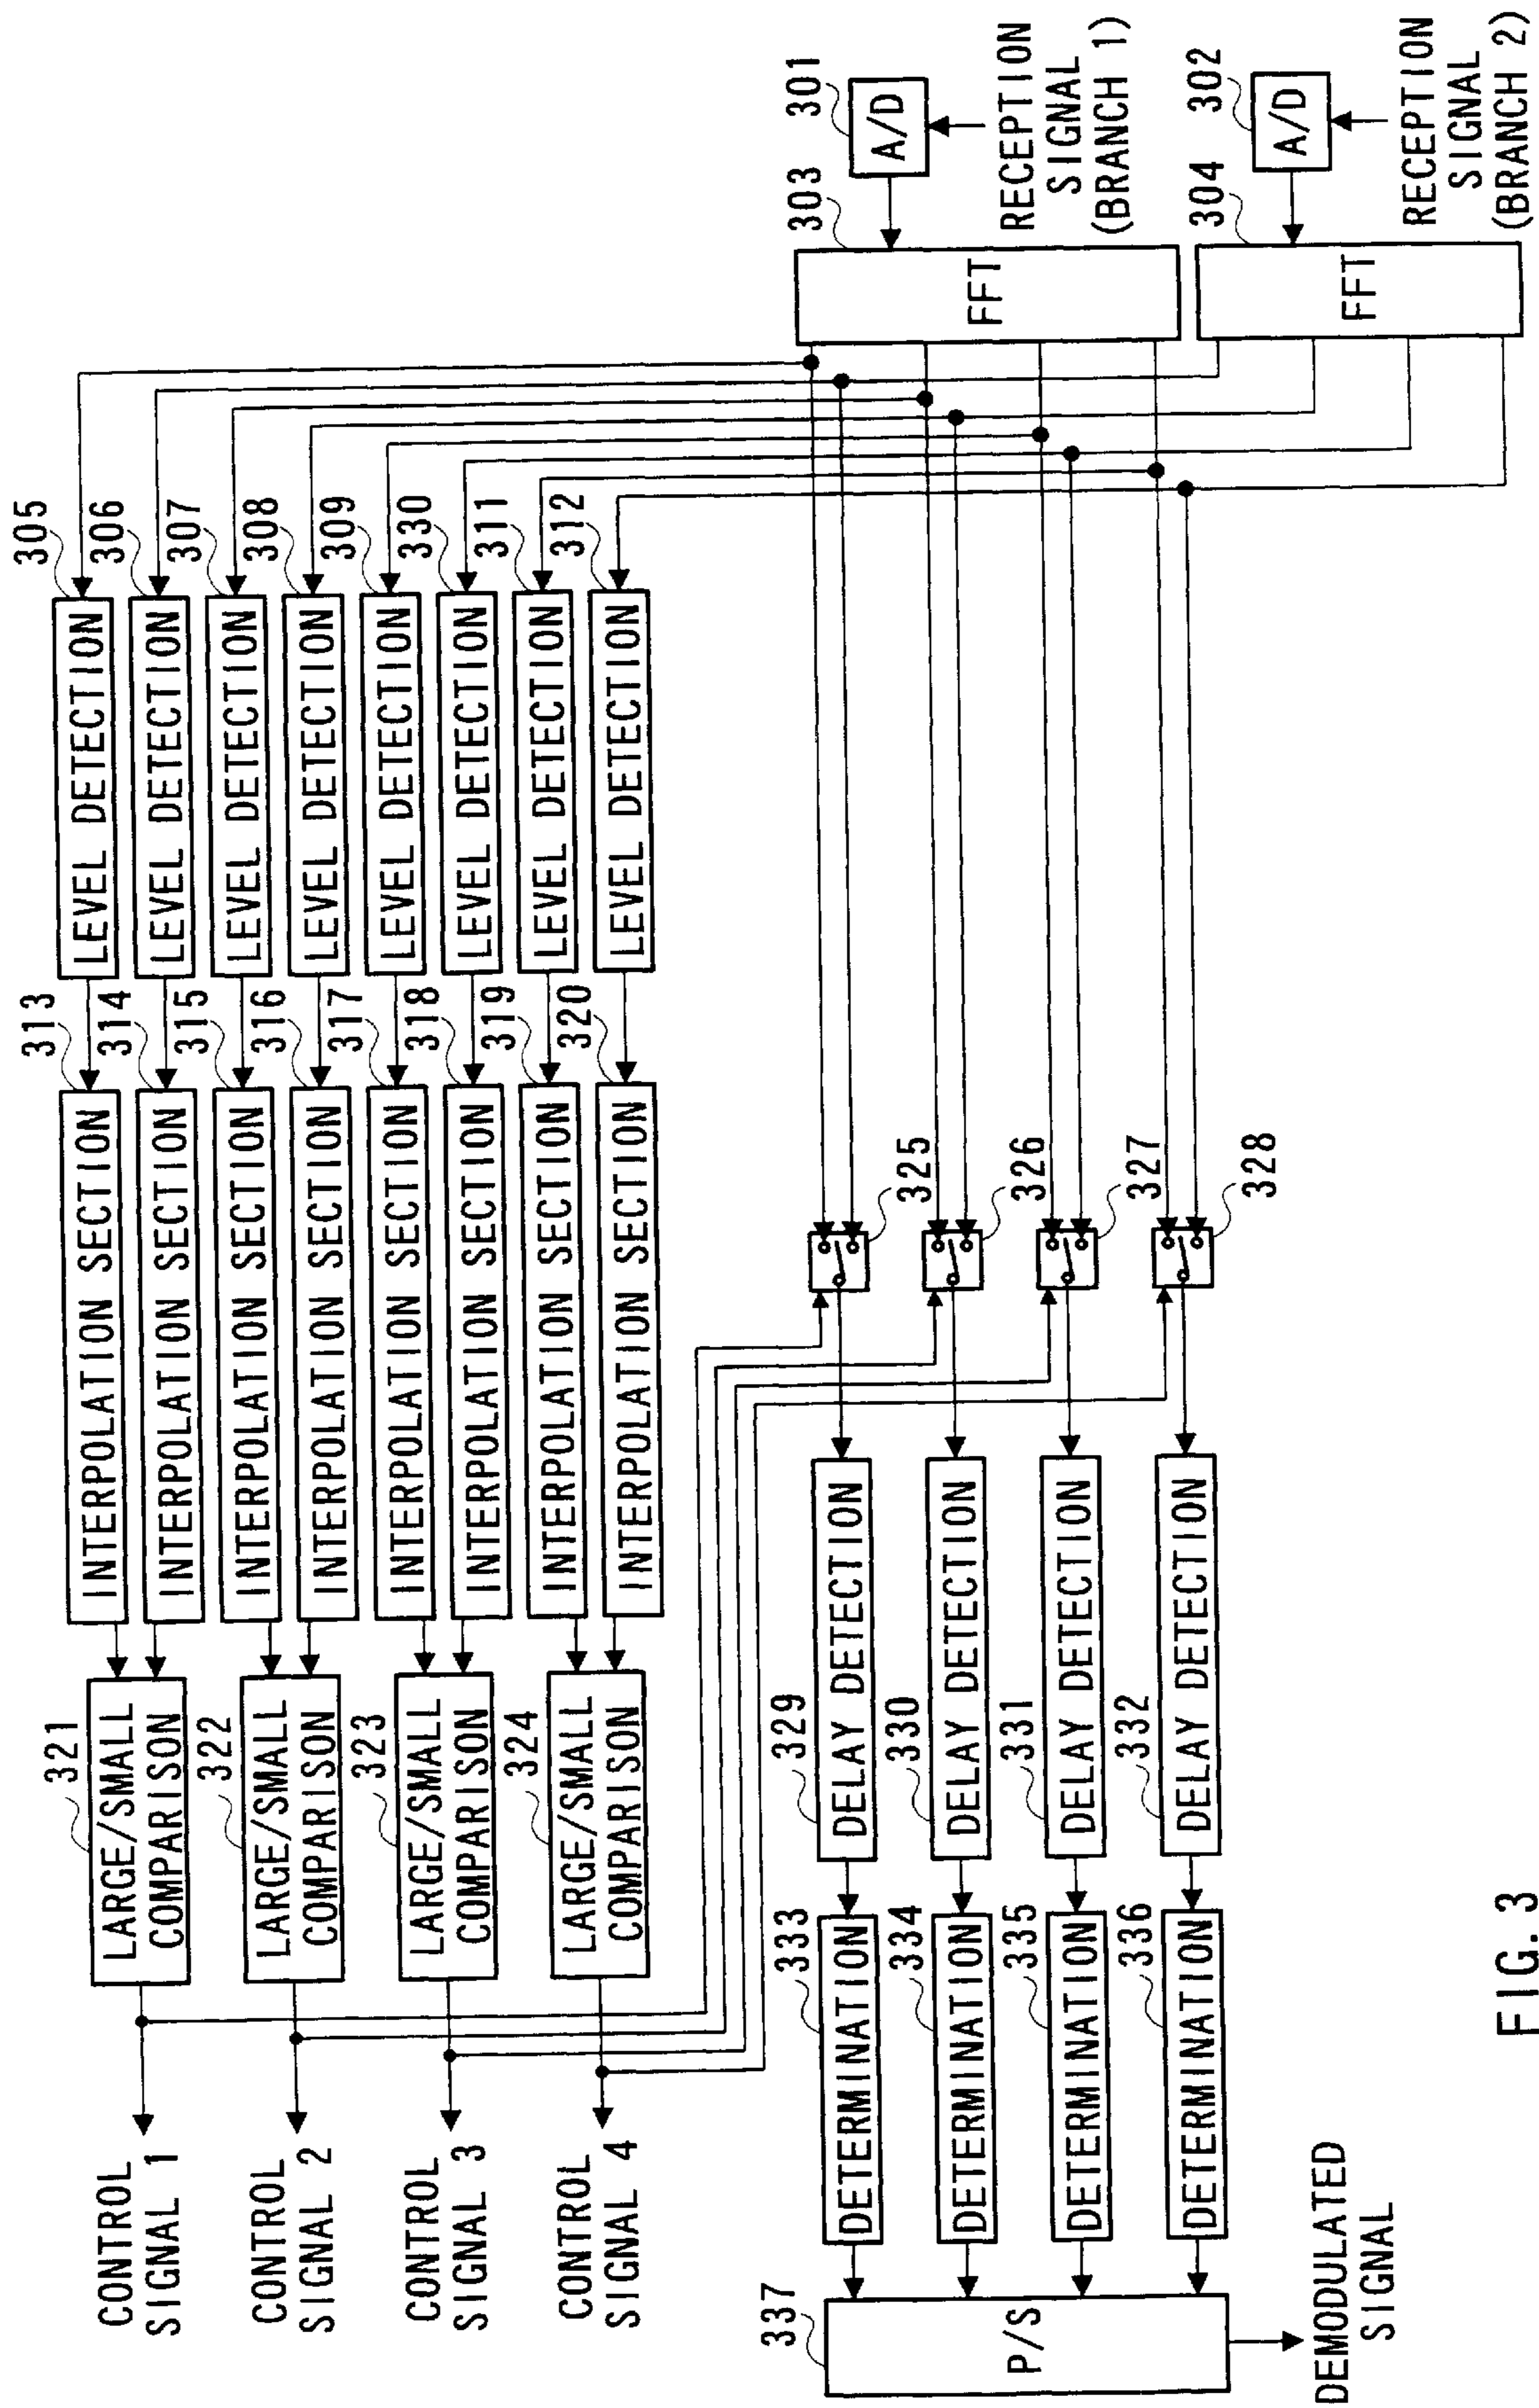 301
A/D
RECEPTION
SIGNAL
(BRANCH 1)
302
A/D
RECEPTION
SIGNAL
(BRANCH 2)
303
FFT
304
FFT
305
LEVEL DETECTION
306
LEVEL DETECTION
307
LEVEL DETECTION
308
LEVEL DETECTION
309
LEVEL DETECTION
330
LEVEL DETECTION
311
LEVEL DETECTION
312
LEVEL DETECTION
313
INTERPOLATION SECTION
314
INTERPOLATION SECTION
315
INTERPOLATION SECTION
316
INTERPOLATION SECTION
317
INTERPOLATION SECTION
318
INTERPOLATION SECTION
319
INTERPOLATION SECTION
320
INTERPOLATION SECTION
321
LARGE/SMALL
COMPARISON
322
LARGE/SMALL
COMPARISON
323
LARGE/SMALL
COMPARISON
324
LARGE/SMALL
COMPARISON
CONTROL
SIGNAL 1
CONTROL
SIGNAL 2
CONTROL
SIGNAL 3
CONTROL
SIGNAL 4
325
326
327
328
329
DELAY DETECTION
330
DELAY DETECTION
331
DELAY DETECTION
332
DELAY DETECTION
333
DETERMINATION
334
DETERMINATION
335
DETERMINATION
336
DETERMINATION
337
P/S
DEMODULATED
SIGNAL
FIG. 3